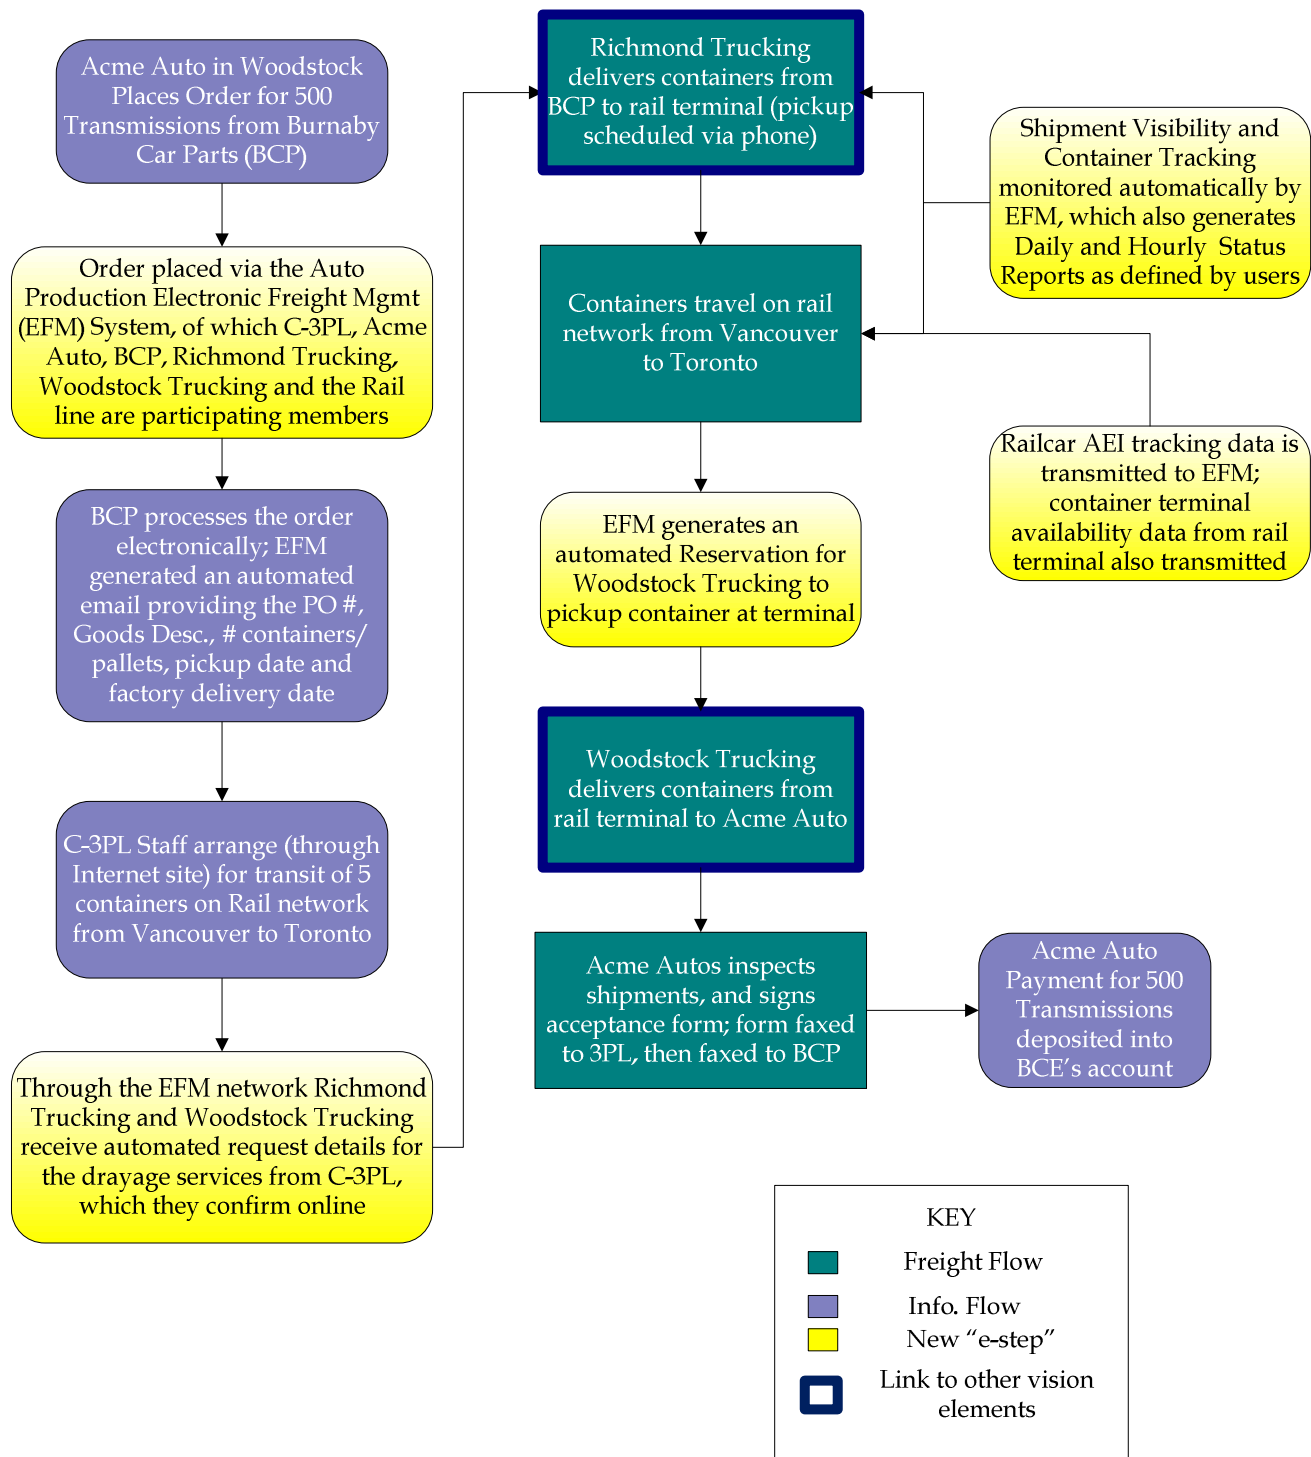 Acme Auto in Woodstock
Places Order for 500
Transmissions from Burnaby
Car Parts (BCP)
Order placed via the Auto
Production Electronic Freight Mgmt
(EFM) System, of which C-3PL, Acme
Auto, BCP, Richmond Trucking,
Woodstock Trucking and the Rail
line are participating members
BCP processes the order
electronically; EFM
generated an automated
email providing the PO #,
Goods Desc., # containers/
pallets, pickup date and
factory delivery date
C-3PL Staff arrange (through
Internet site) for transit of 5
containers on Rail network
from Vancouver to Toronto
Through the EFM network Richmond
Trucking and Woodstock Trucking
receive automated request details for
the drayage services from C-3PL,
which they confirm online
Richmond Trucking
delivers containers from
BCP to rail terminal (pickup
scheduled via phone)
Containers travel on rail
network from Vancouver
to Toronto
EFM generates an
automated Reservation for
Woodstock Trucking to
pickup container at terminal
Woodstock Trucking
delivers containers from
rail terminal to Acme Auto
Acme Autos inspects
shipments, and signs
acceptance form; form faxed
to 3PL, then faxed to BCP
Shipment Visibility and
Container Tracking
monitored automatically by
EFM, which also generates
Daily and Hourly Status
Reports as defined by users
Railcar AEI tracking data is
transmitted to EFM;
container terminal
availability data from rail
terminal also transmitted
Acme Auto
Payment for 500
Transmissions
deposited into
BCE's account
KEY
Freight Flow
Info. Flow
New “e-step”
Link to other vision
elements